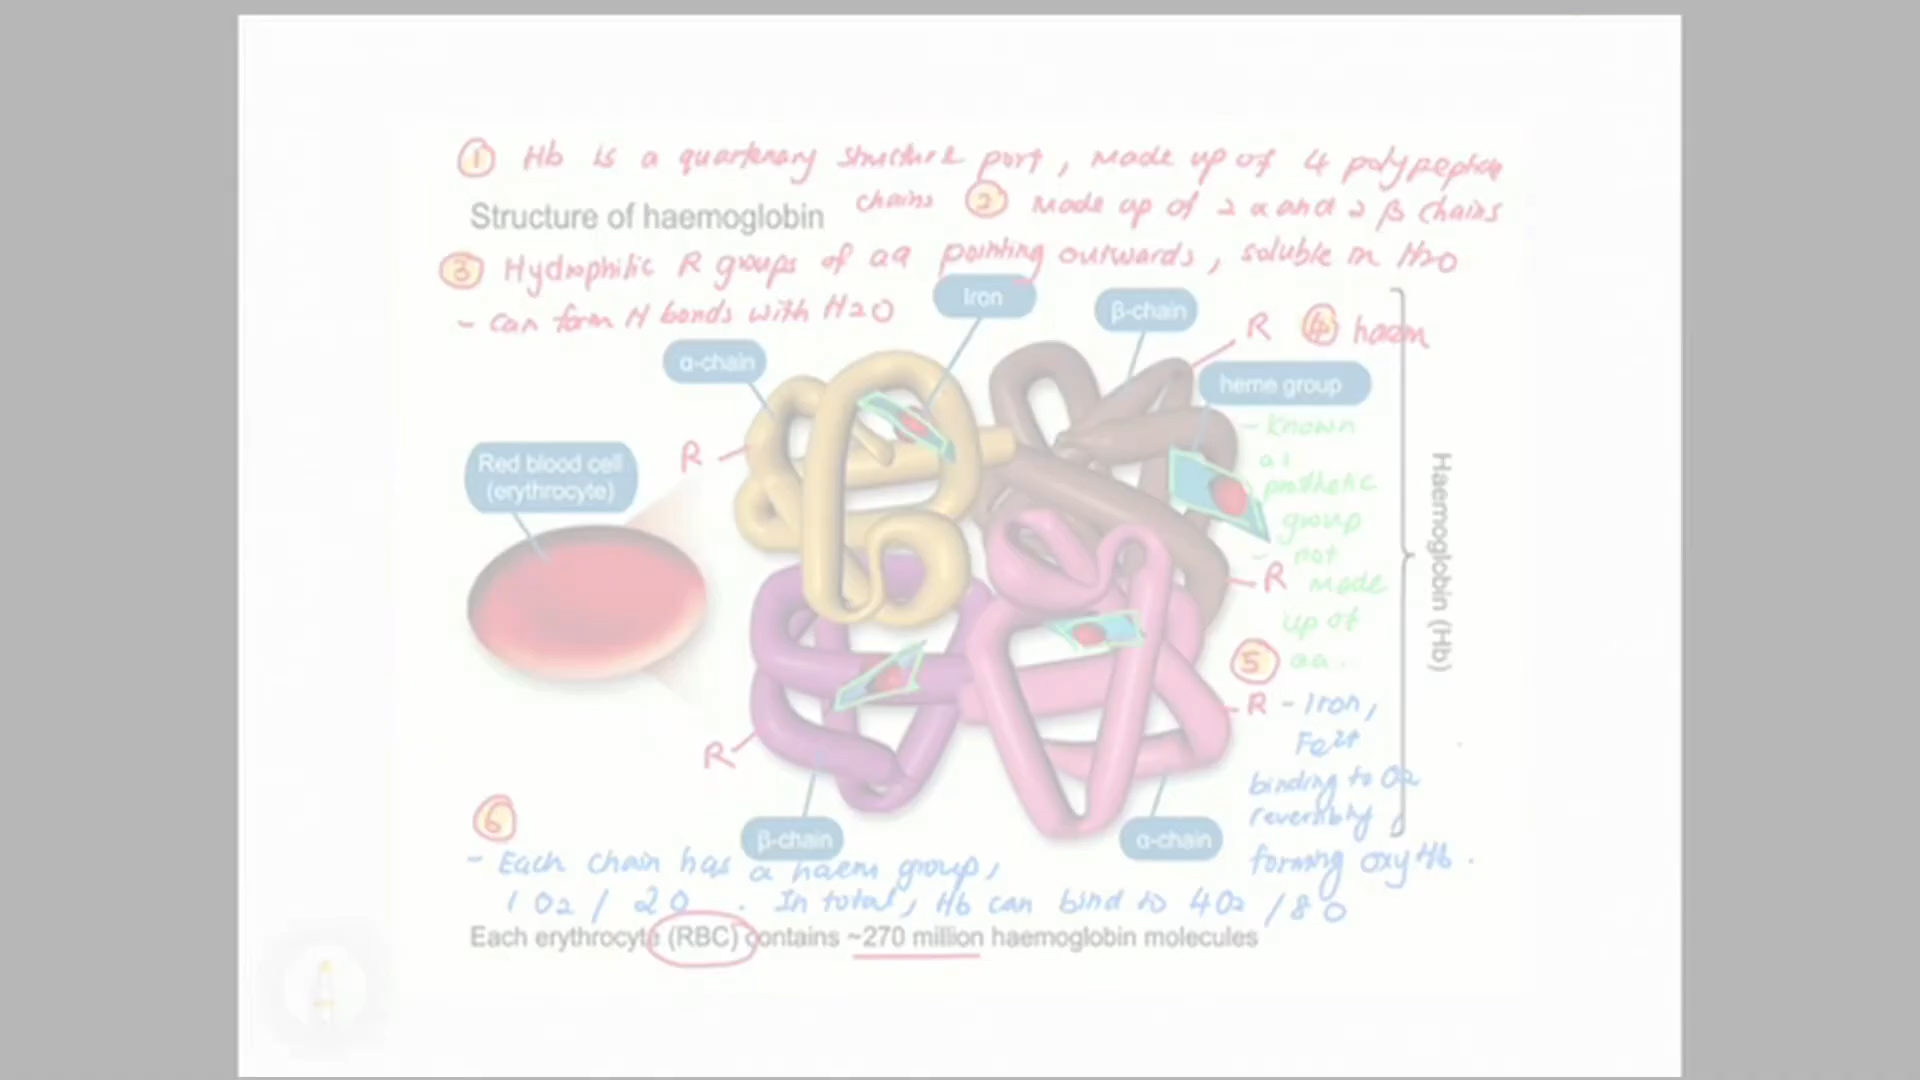 ① Hb is a quarternary structure port, made up of 4 polypeptide
chains ② made up of 2 α and 2 β chains
Structure of haemoglobin
③ Hydrophilic R groups of aa pointing outwards, soluble in H2O
- can form H bonds with H2O
Iron
β-chain
R ④ haem
α-chain
heme group
- known
as
prosthetic
group
- not
made
up of
aa.
R
Red blood cell
(erythrocyte)
Haemoglobin (Hb)
R
⑤
R - Iron,
Fe2+
binding to O2
reversibly
forming oxyHb.
R
β-chain
α-chain
⑥
- Each chain has a haem group,
1 O2 / 2 O . In total, Hb can bind to 4O2 / 8 O
Each erythrocyte (RBC) contains ~270 million haemoglobin molecules